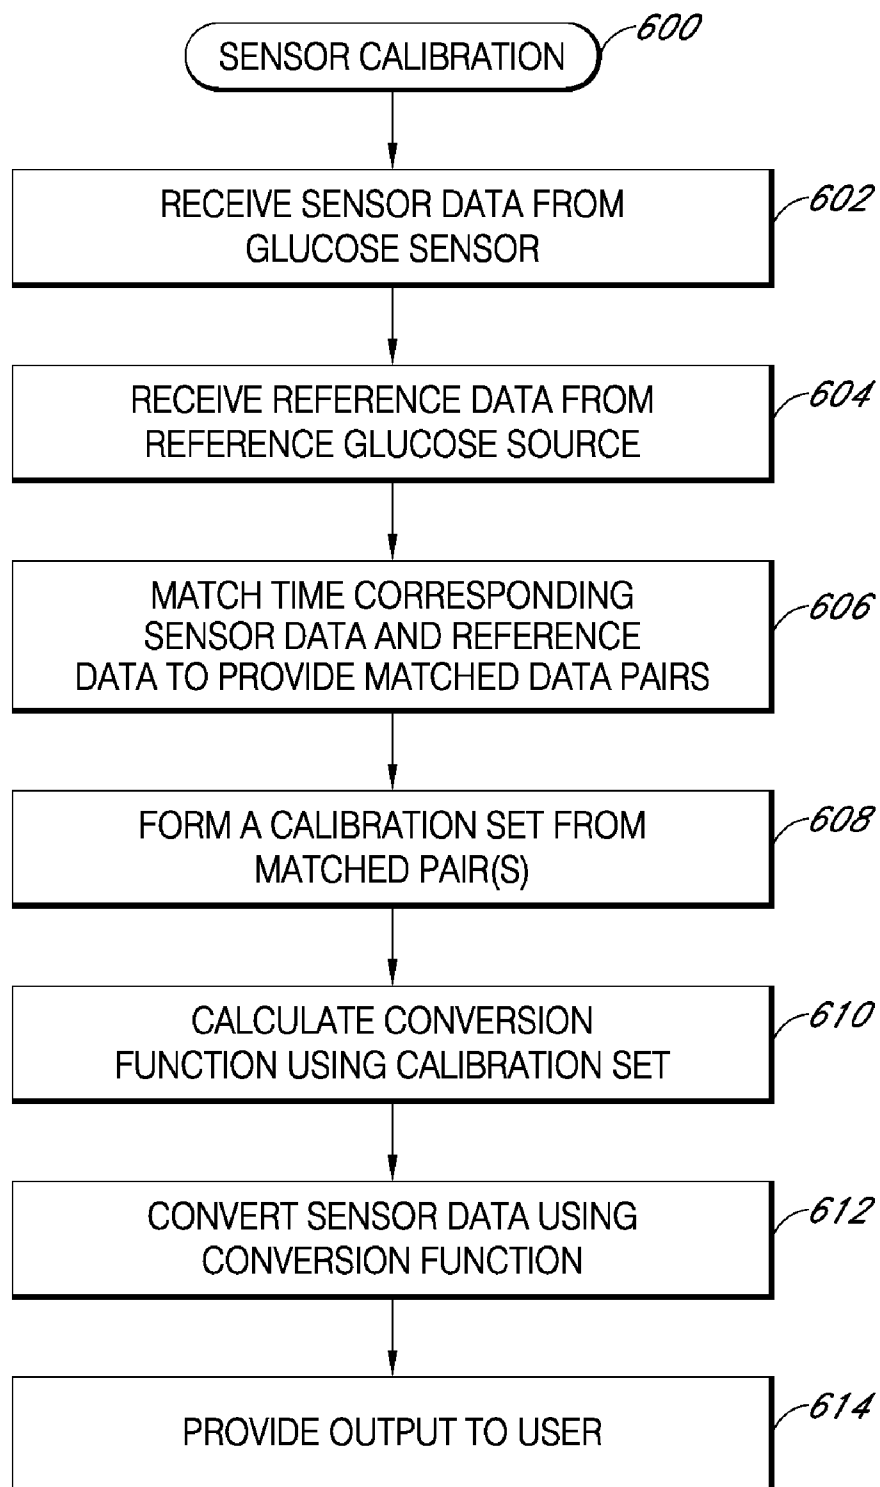 SENSOR CALIBRATION
600
RECEIVE SENSOR DATA FROM
GLUCOSE SENSOR
602
RECEIVE REFERENCE DATA FROM
REFERENCE GLUCOSE SOURCE
604
MATCH TIME CORRESPONDING
SENSOR DATA AND REFERENCE
DATA TO PROVIDE MATCHED DATA PAIRS
606
FORM A CALIBRATION SET FROM
MATCHED PAIR(S)
608
CALCULATE CONVERSION
FUNCTION USING CALIBRATION SET
610
CONVERT SENSOR DATA USING
CONVERSION FUNCTION
612
PROVIDE OUTPUT TO USER
614